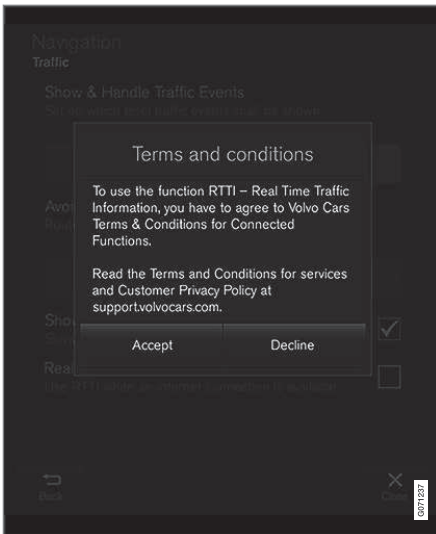 Navigation
Traffic
Show & Handle Traffic Events
Terms and conditions
To use the function RTTI – Real Time Traffic
Information, you have to agree to Volvo Cars
Terms & Conditions for Connected
Functions.
Read the Terms and Conditions for services
and Customer Privacy Policy at
support.volvocars.com.
Accept
Decline
Back
Close
G071237